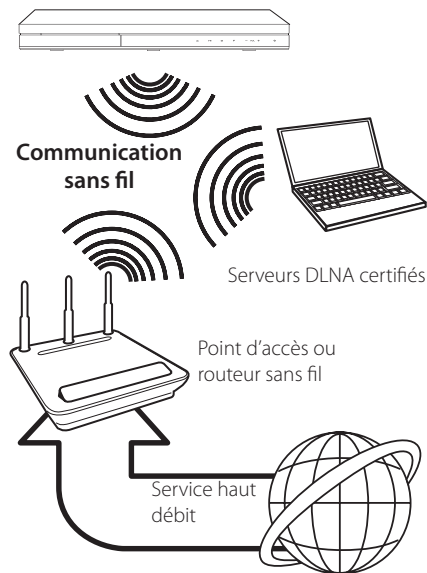 Communication
sans fil
Serveurs DLNA certifiés
Point d'accès ou
routeur sans fil
Service haut
débit